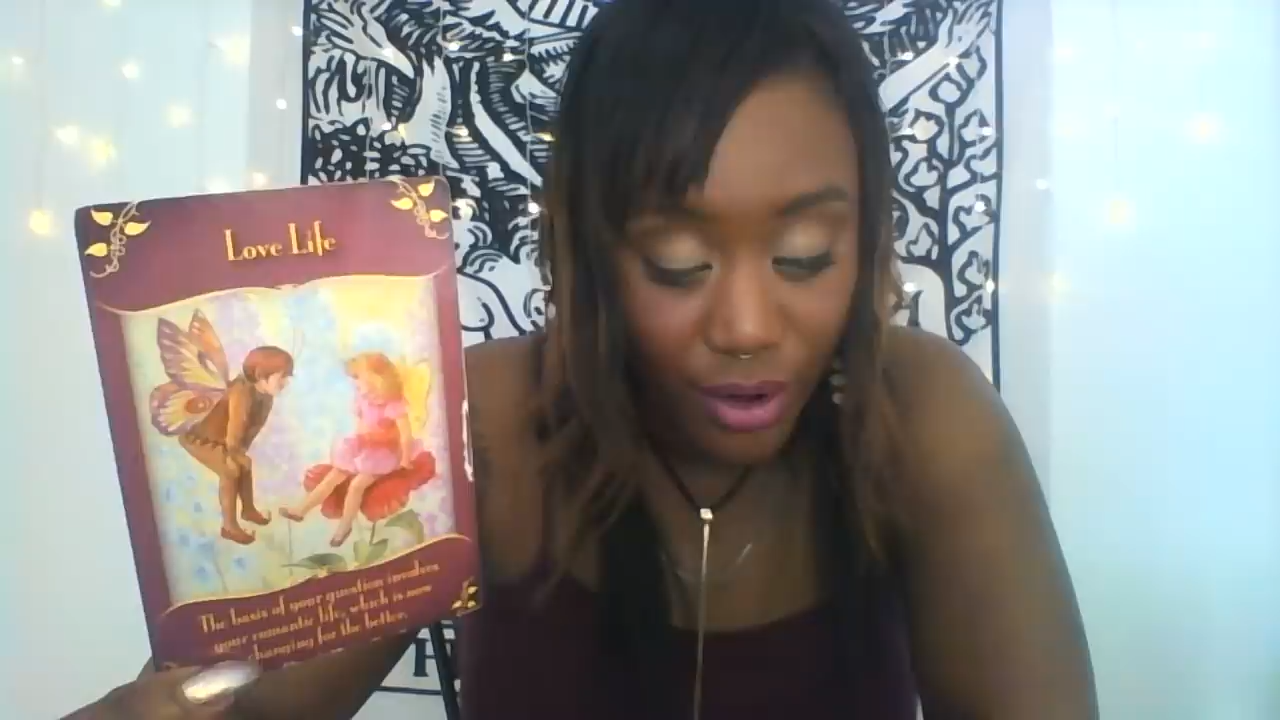 Love Life
The basis of your question involves
your romantic life, which is now
changing for the better.
H